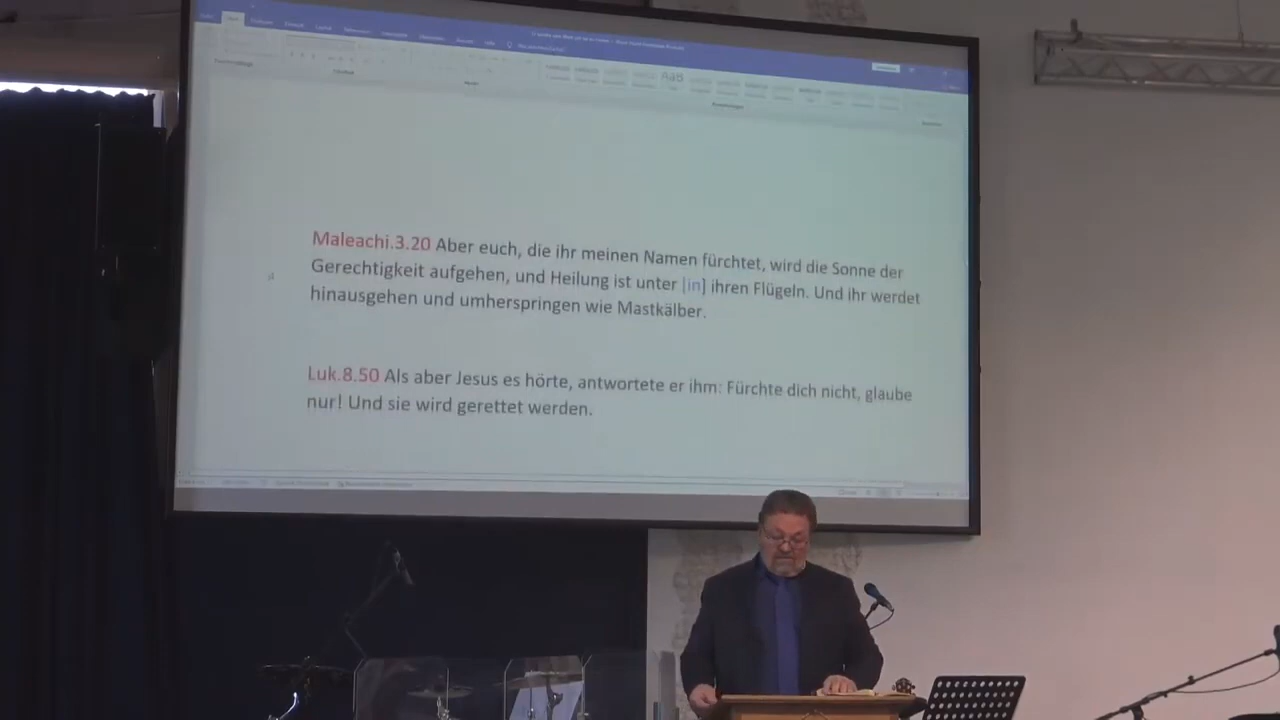 Maleachi.3.20 Aber euch, die ihr meinen Namen fürchtet, wird die Sonne der
Gerechtigkeit aufgehen, und Heilung ist unter [in] ihren Flügeln. Und ihr werdet
hinausgehen und umherspringen wie Mastkälber.
Luk.8.50 Als aber Jesus es hörte, antwortete er ihm: Fürchte dich nicht, glaube
nur! Und sie wird gerettet werden.